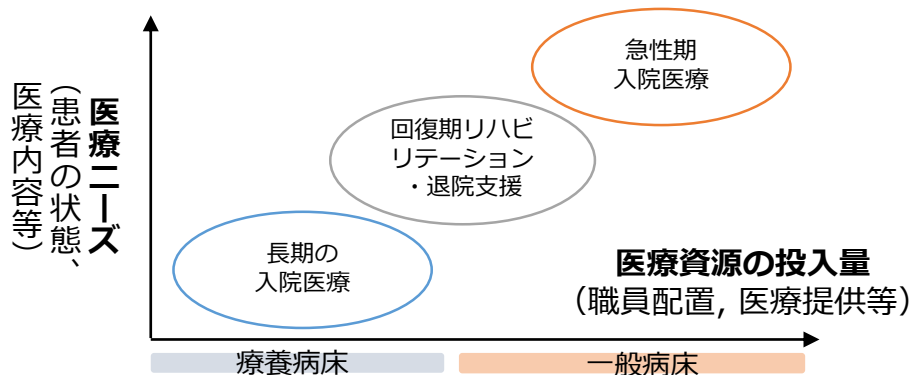 急性期
入院医療
回復期リハビ
リテーション
・退院支援
長期の
入院医療
医療ニーズ
（患者の状態、
医療内容等）
医療資源の投入量
（職員配置, 医療提供等）
療養病床
一般病床